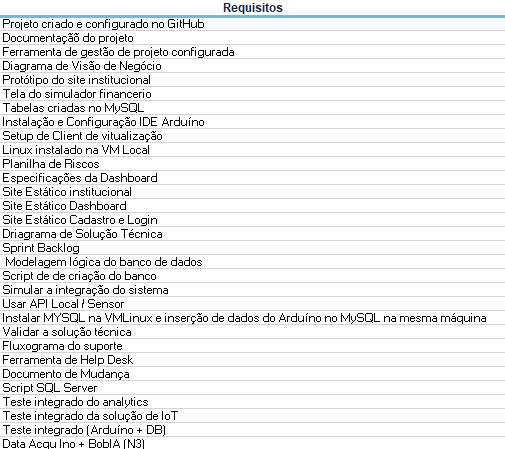 Requisitos
Projeto criado e configurado no GitHub
Documentação do projeto
Ferramenta de gestão de projeto configurada
Diagrama de Visão de Negócio
Protótipo do site institucional
Tela do simulador financerio
Tabelas criadas no MySQL
Instalação e Configuração IDE Arduíno
Setup de Client de vitualização
Linux instalado na VM Local
Planilha de Riscos
Especificações da Dashboard
Site Estático institucional
Site Estático Dashboard
Site Estático Cadastro e Login
Driagrama de Solução Técnica
Sprint Backlog
Modelagem lógica do banco de dados
Script de de criação do banco
Simular a integração do sistema
Usar API Local / Sensor
Instalar MYSQL na VMLinux e inserção de dados do Arduíno no MySQL na mesma máquina
Validar a solução técnica
Fluxograma do suporte
Ferramenta de Help Desk
Documento de Mudança
Script SQL Server
Teste integrado do analytics
Teste integrado da solução de IoT
Teste integrado (Arduíno + DB)
Data Acqu Ino + BobIA (N3)